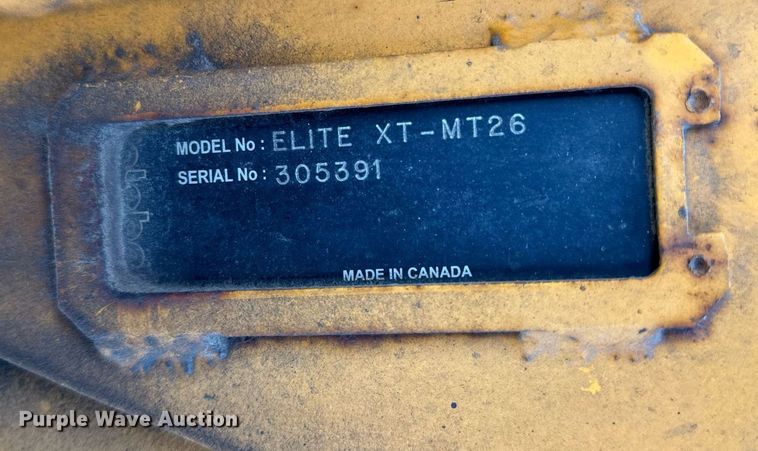 MODEL No : ELITE XT-MT26
SERIAL No : 305391
MADE IN CANADA
Purple Wave Auction